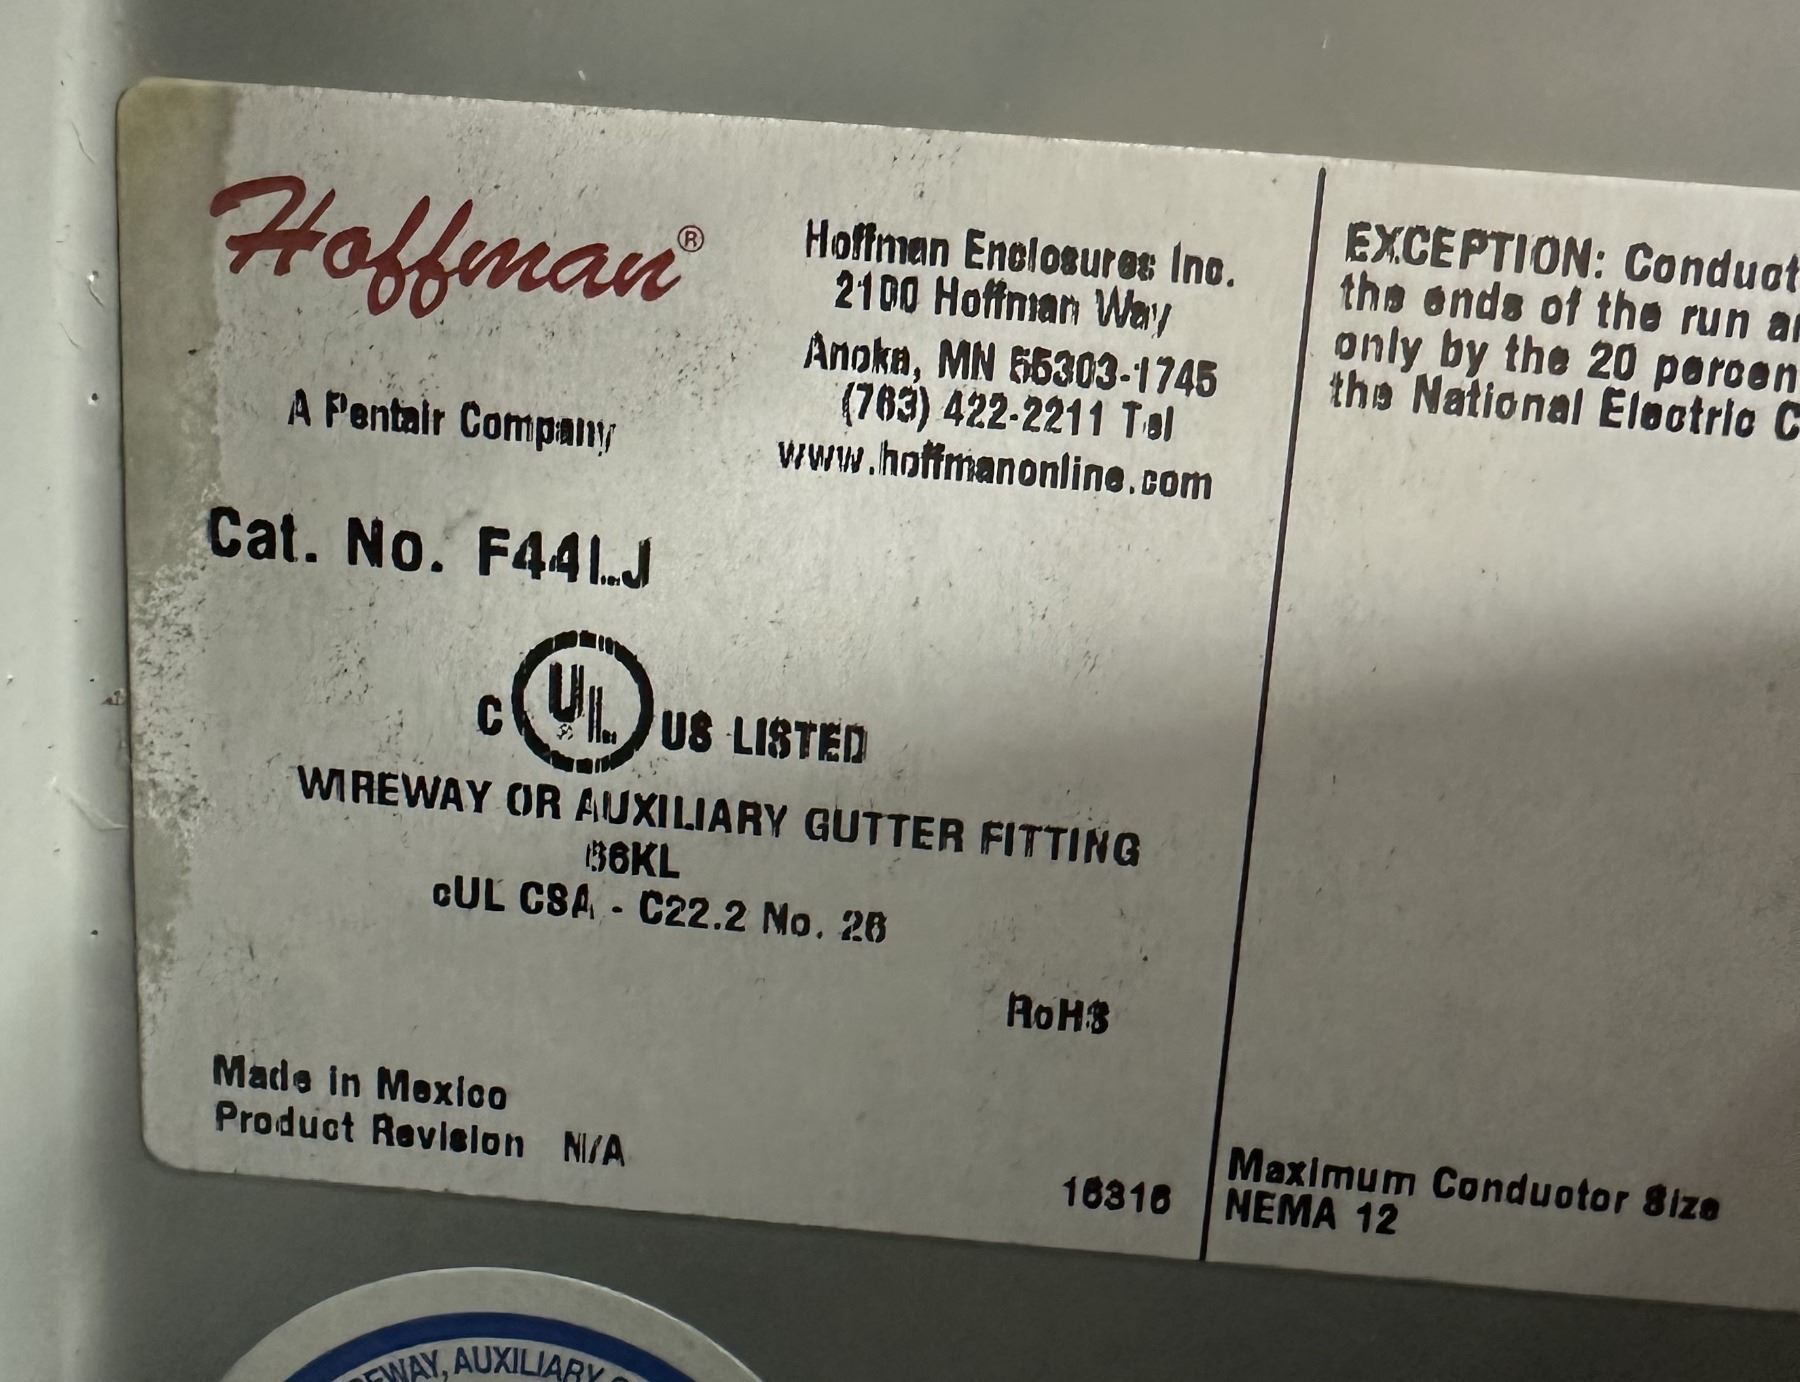 Hoffman®
A Pentair Company
Hoffman Enclosures Inc.
2100 Hoffman Way
Anoka, MN 55303-1745
(763) 422-2211 Tel
www.hoffmanonline.com
Cat. No. F44LJ
C UL US LISTED
WIREWAY OR AUXILIARY GUTTER FITTING
56KL
cUL CSA - C22.2 No. 26
RoHS
Made in Mexico
Product Revision N/A
16316
EXCEPTION: Conduct
the ends of the run
only by the 20 percen
the National Electric C
Maximum Conductor Size
NEMA 12
AUXILIARY